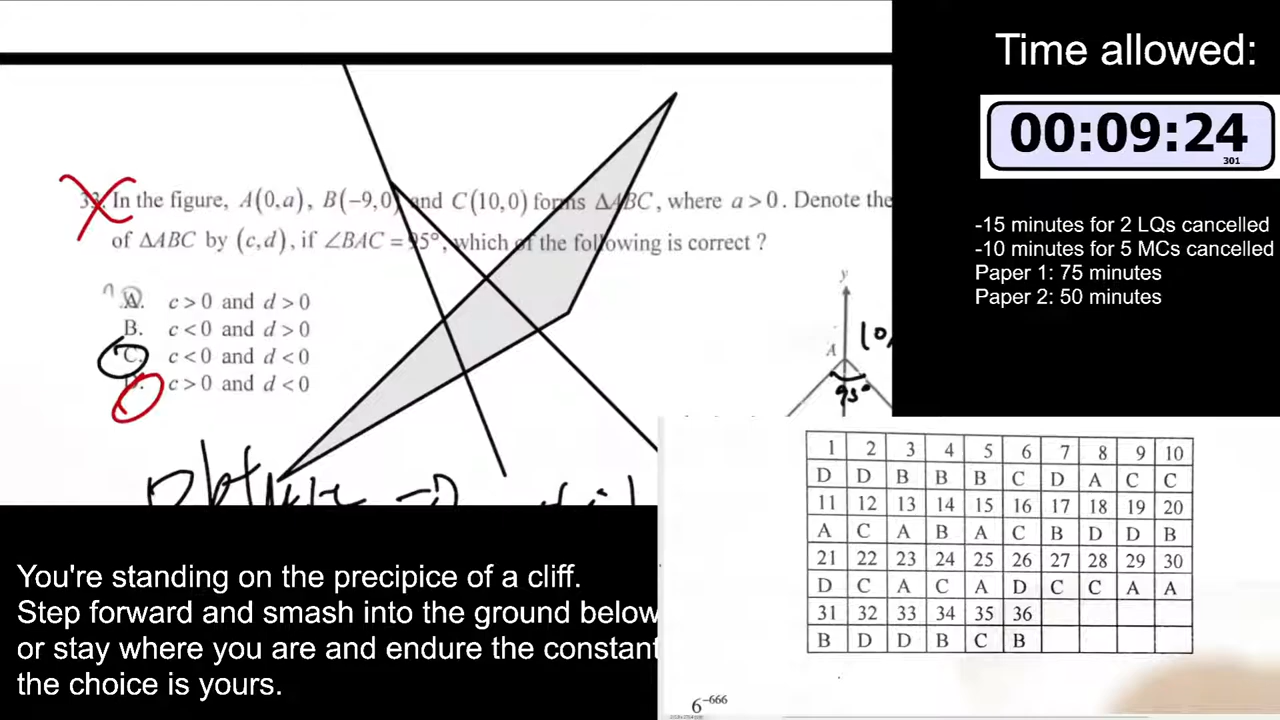 Time allowed:
00:09:24
301
-15 minutes for 2 LQs cancelled
-10 minutes for 5 MCs cancelled
Paper 1: 75 minutes
Paper 2: 50 minutes
33. In the figure, A(0,a), B(−9,0) and C(10,0) forms ΔABC, where a > 0. Denote the
of ΔABC by (c,d), if ∠BAC = 95°, which of the following is correct ?
A. c > 0 and d > 0
B. c < 0 and d > 0
C. c < 0 and d < 0
D. c > 0 and d < 0
y
A
95°
1 2 3 4 5 6 7 8 9 10
D D B B B C D A C C
11 12 13 14 15 16 17 18 19 20
A C A B A C B D D B
21 22 23 24 25 26 27 28 29 30
D C A C A D C C A A
31 32 33 34 35 36
B D D B C B
6⁻⁶⁶⁶
You're standing on the precipice of a cliff.
Step forward and smash into the ground below
or stay where you are and endure the constant
the choice is yours.